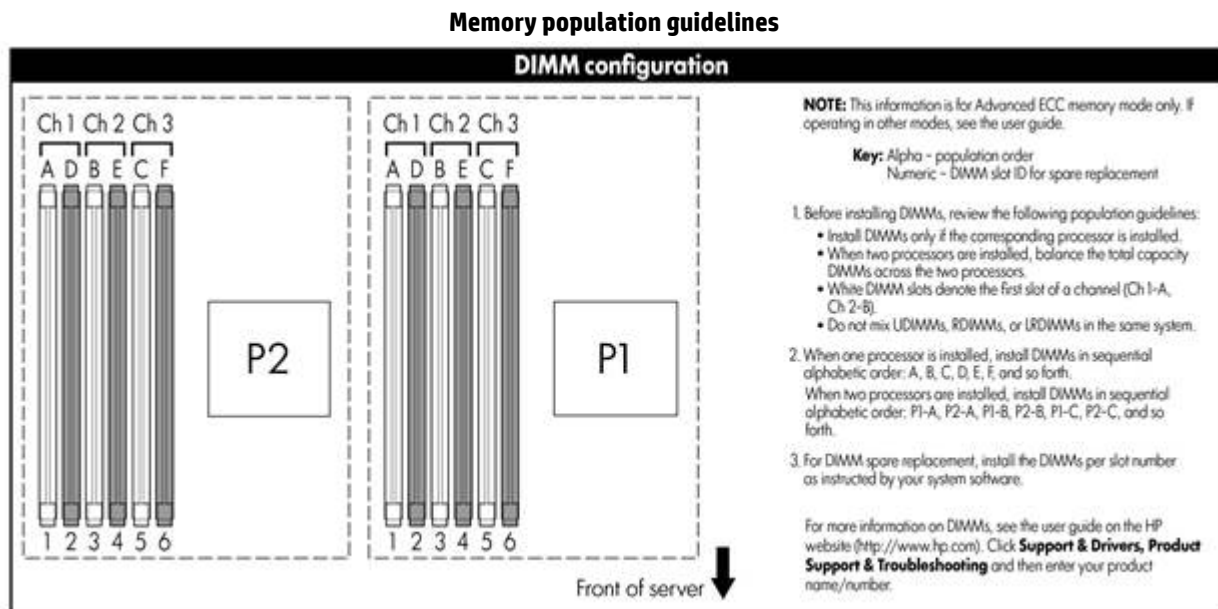 Memory population guidelines
DIMM configuration
Ch 1 Ch 2 Ch 3
A D B E C F
P2
1 2 3 4 5 6
Ch 1 Ch 2 Ch 3
A D B E C F
P1
1 2 3 4 5 6
Front of server
NOTE: This information is for Advanced ECC memory mode only. If
operating in other modes, see the user guide.
Key: Alpha – population order
Numeric – DIMM slot ID for spare replacement
1. Before installing DIMMs, review the following population guidelines:
• Install DIMMs only if the corresponding processor is installed.
• When two processors are installed, balance the total capacity
DIMMs across the two processors.
• White DIMM slots denote the first slot of a channel (Ch 1-A,
Ch 2-B).
• Do not mix UDIMMs, RDIMMs, or LRDIMMs in the same system.
2. When one processor is installed, install DIMMs in sequential
alphabetic order: A, B, C, D, E, F, and so forth.
When two processors are installed, install DIMMs in sequential
alphabetic order: P1-A, P2-A, P1-B, P2-B, P1-C, P2-C, and so
forth.
3. For DIMM spare replacement, install the DIMMs per slot number
as instructed by your system software.
For more information on DIMMs, see the user guide on the HP
website (http://www.hp.com). Click Support & Drivers, Product
Support & Troubleshooting and then enter your product
name/number.